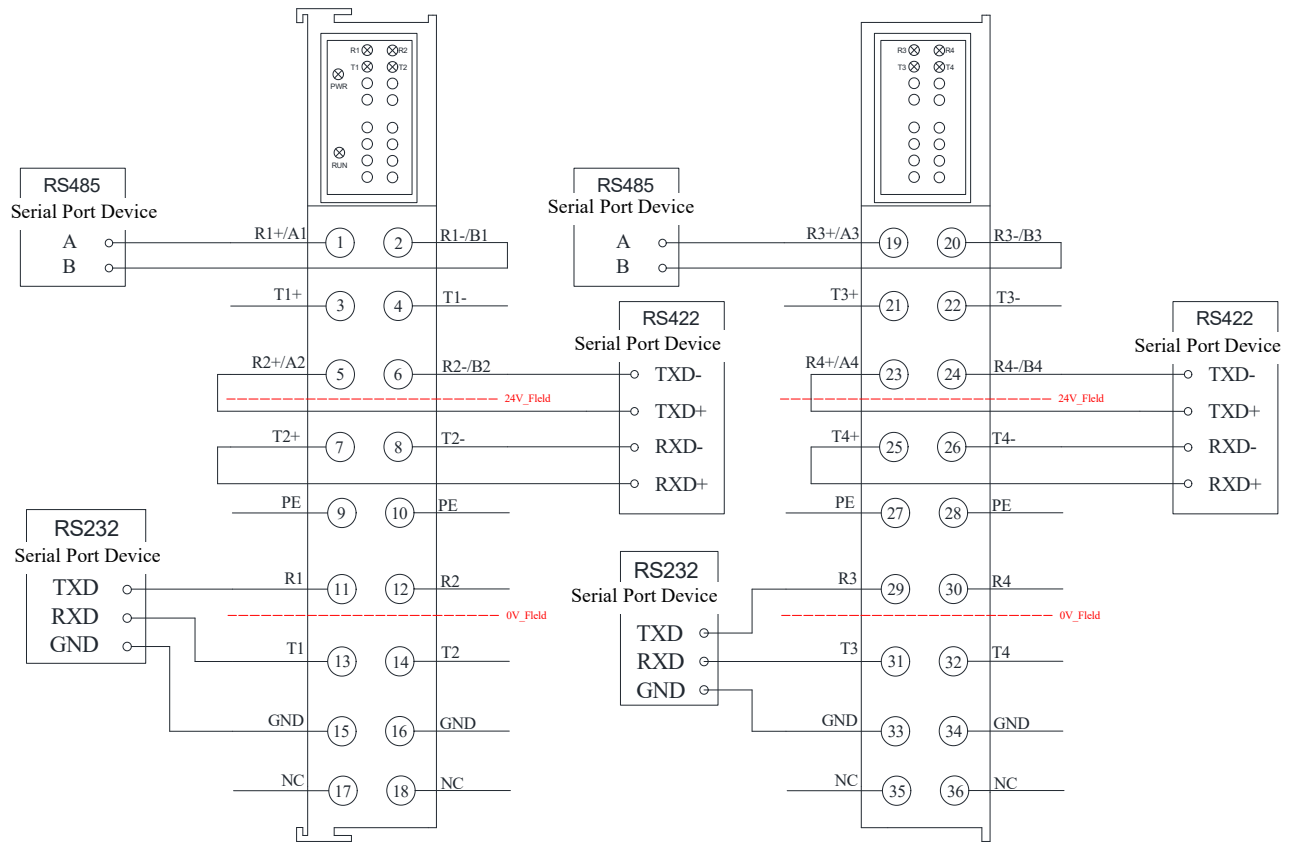 R1 R2
T1 T2
PWR
RUN
R3 R4
T3 T4
RS485
Serial Port Device
A
B
R1+/A1 1 2 R1-/B1
T1+ 3 4 T1-
R2+/A2 5 6 R2-/B2
24V_Fleld
T2+ 7 8 T2-
PE 9 10 PE
R1 11 12 R2
0V_Fleld
T1 13 14 T2
GND 15 16 GND
NC 17 18 NC
RS232
Serial Port Device
TXD
RXD
GND
RS422
Serial Port Device
TXD-
TXD+
RXD-
RXD+
RS485
Serial Port Device
A
B
R3+/A3 19 20 R3-/B3
T3+ 21 22 T3-
R4+/A4 23 24 R4-/B4
24V_Fleld
T4+ 25 26 T4-
PE 27 28 PE
R3 29 30 R4
0V_Fleld
T3 31 32 T4
GND 33 34 GND
NC 35 36 NC
RS232
Serial Port Device
TXD
RXD
GND
RS422
Serial Port Device
TXD-
TXD+
RXD-
RXD+